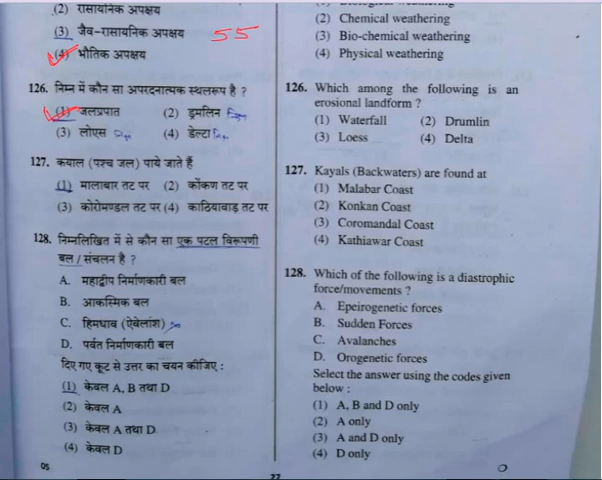 (2) रासायनिक अपक्षय
(3) जैव-रासायनिक अपक्षय 55
(4) भौतिक अपक्षय
126. निम्न में कौन सा अपरदनात्मक स्थलरूप है ?
(1) जलप्रपात (2) ड्रमलिन
(3) लोएस (4) डेल्टा
127. कयाल (पश्च जल) पाये जाते हैं
(1) मालाबार तट पर (2) कोंकण तट पर
(3) कोरोमण्डल तट पर (4) काठियावाड़ तट पर
128. निम्नलिखित में से कौन सा एक पटल विरूपणी
बल / संचलन है ?
A. महाद्वीप निर्माणकारी बल
B. आकस्मिक बल
C. हिमधाव (ऐवेलांश)
D. पर्वत निर्माणकारी बल
दिए गए कूट से उत्तर का चयन कीजिए :
(1) केवल A, B तथा D
(2) केवल A
(3) केवल A तथा D
(4) केवल D
05
(2) Chemical weathering
(3) Bio-chemical weathering
(4) Physical weathering
126. Which among the following is an
erosional landform ?
(1) Waterfall (2) Drumlin
(3) Loess (4) Delta
127. Kayals (Backwaters) are found at
(1) Malabar Coast
(2) Konkan Coast
(3) Coromandal Coast
(4) Kathiawar Coast
128. Which of the following is a diastrophic
force/movements ?
A. Epeirogenetic forces
B. Sudden Forces
C. Avalanches
D. Orogenetic forces
Select the answer using the codes given
below :
(1) A, B and D only
(2) A only
(3) A and D only
(4) D only